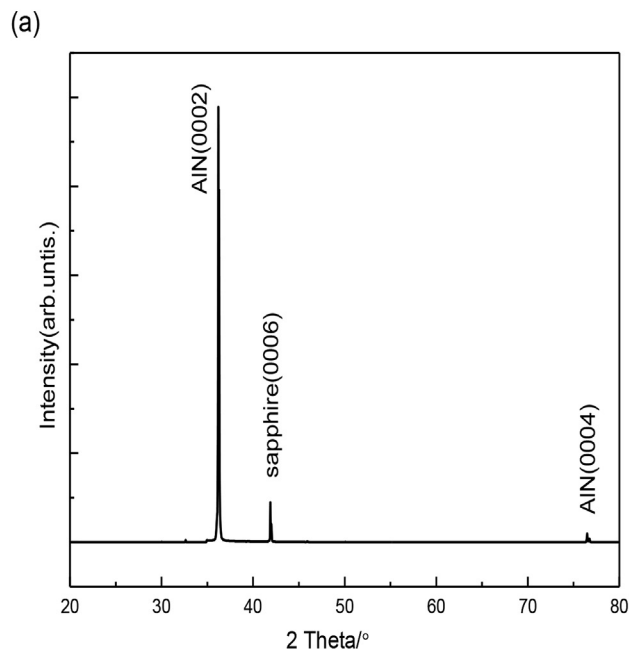 (a)
AlN(0002)
sapphire(0006)
AlN(0004)
Intensity(arb.untis.)
20 30 40 50 60 70 80
2 Theta/°